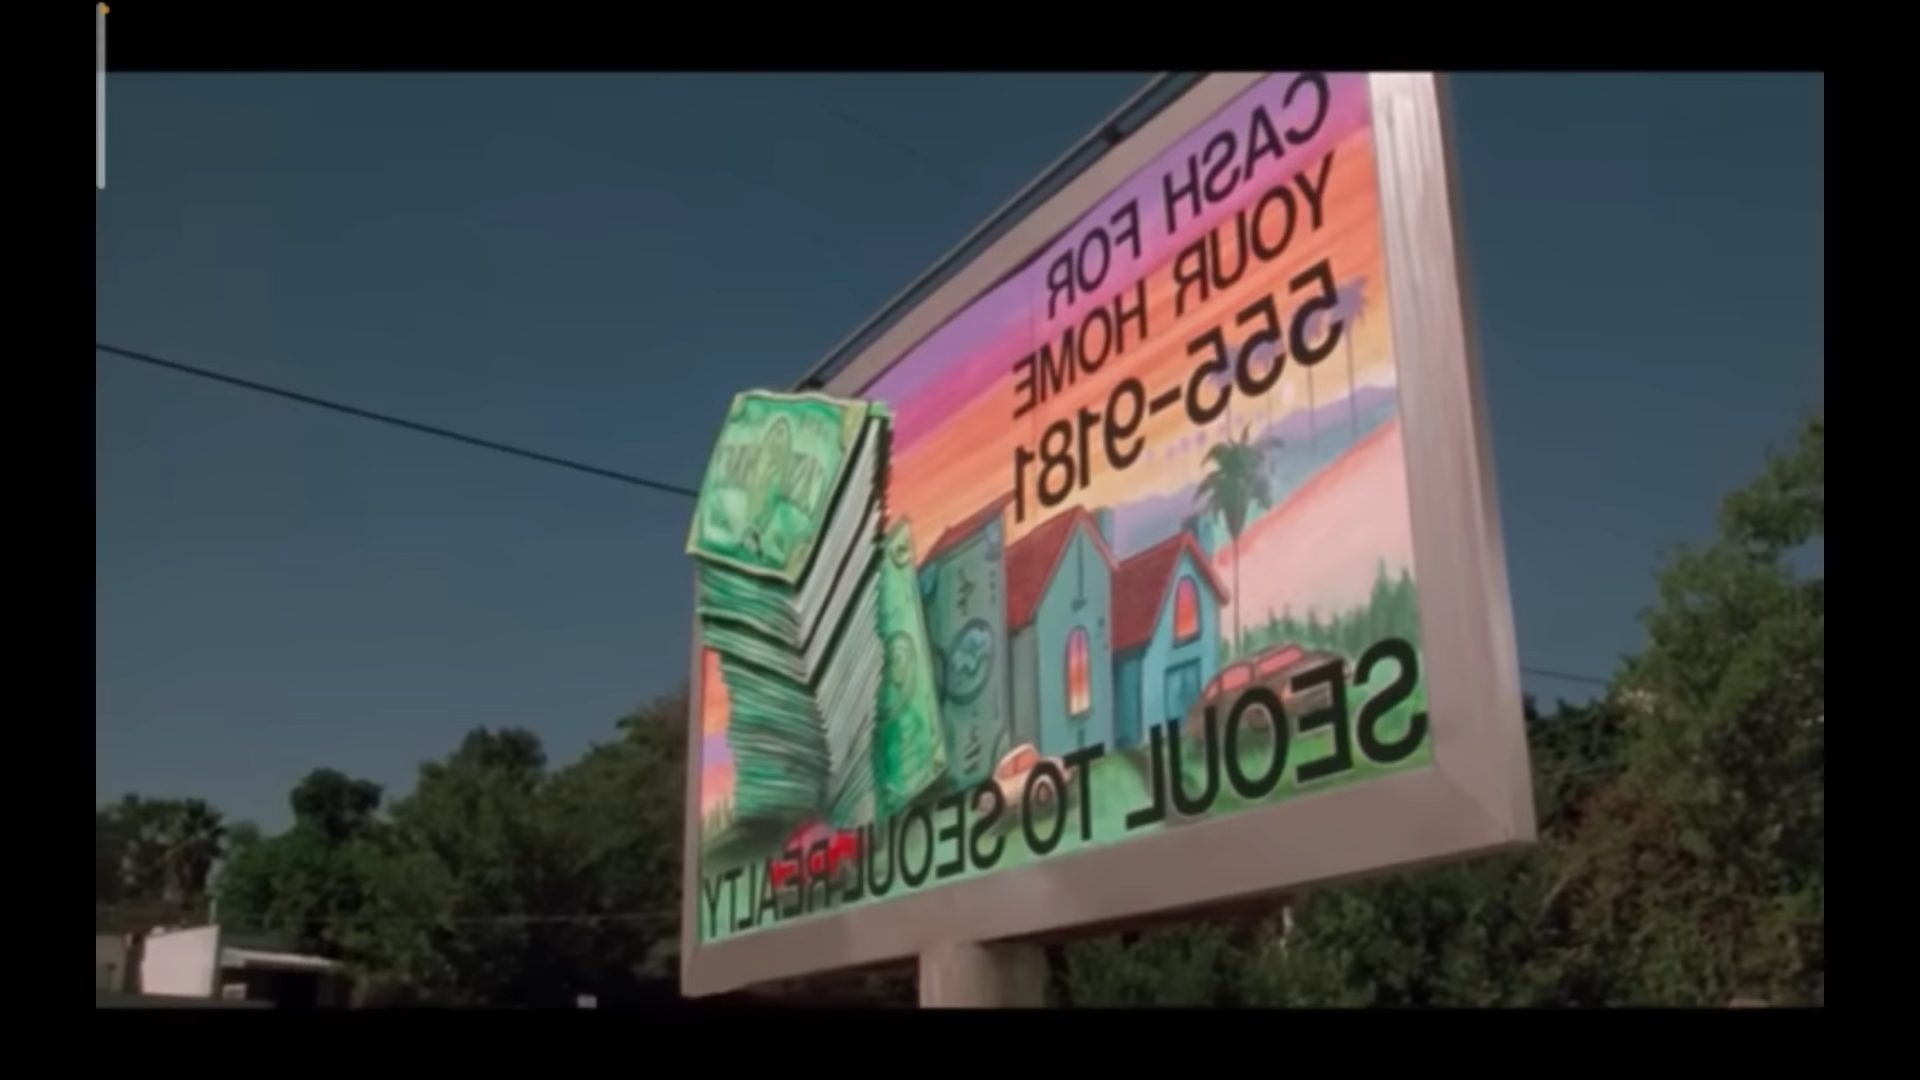 CASH FOR
YOUR HOME
555-9181
SEOUL TO SEOUL REALTY